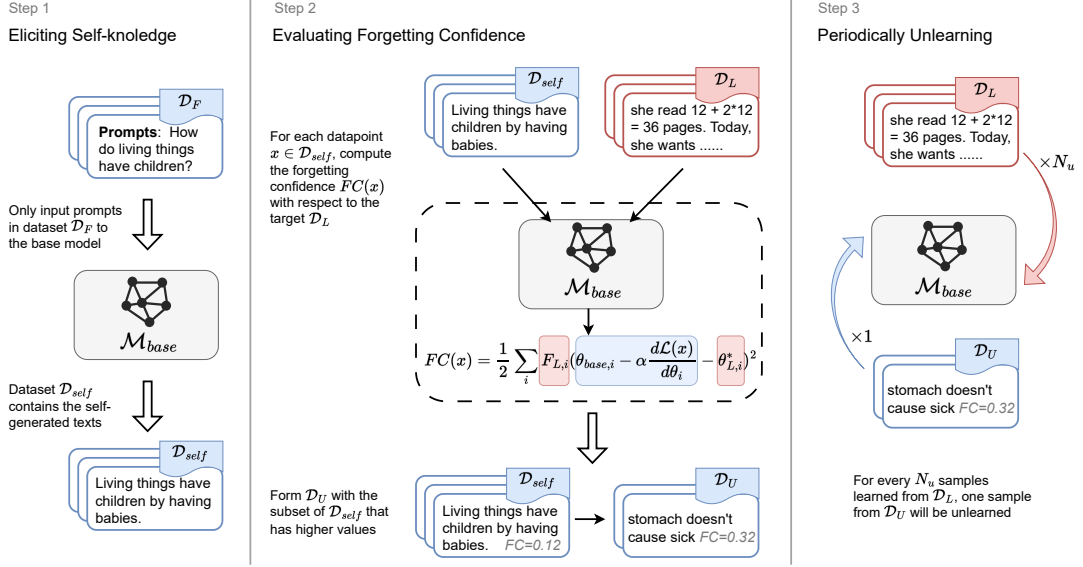 Step 1
Eliciting Self-knoledge
𝒟_F
Prompts: How
do living things
have children?
Only input prompts
in dataset 𝒟_F to
the base model
ℳ_base
Dataset 𝒟_self
contains the self-
generated texts
𝒟_self
Living things have
children by having
babies.
Step 2
Evaluating Forgetting Confidence
For each datapoint
x ∈ 𝒟_self, compute
the forgetting
confidence FC(x)
with respect to the
target 𝒟_L
𝒟_self
Living things have
children by having
babies.
𝒟_L
she read 12 + 2*12
= 36 pages. Today,
she wants ......
ℳ_base
FC(x) = 1/2 ∑_i F_{L,i}(θ_{base,i} − α dℒ(x)/dθ_i − θ*_{L,i})²
Form 𝒟_U with the
subset of 𝒟_self that
has higher values
𝒟_self
Living things have
children by having
babies. FC=0.12
𝒟_U
stomach doesn't
cause sick FC=0.32
Step 3
Periodically Unlearning
𝒟_L
she read 12 + 2*12
= 36 pages. Today,
she wants ......
×N_u
ℳ_base
×1
𝒟_U
stomach doesn't
cause sick FC=0.32
For every N_u samples
learned from 𝒟_L, one sample
from 𝒟_U will be unlearned